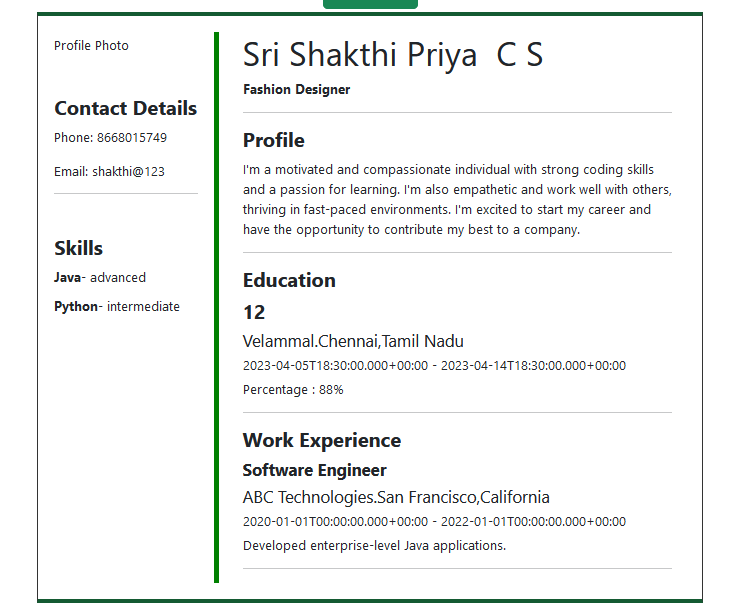 Profile Photo
Contact Details
Phone: 8668015749
Email: shakthi@123
Skills
Java- advanced
Python- intermediate
Sri Shakthi Priya  C S
Fashion Designer
Profile
I'm a motivated and compassionate individual with strong coding skills
and a passion for learning. I'm also empathetic and work well with others,
thriving in fast-paced environments. I'm excited to start my career and
have the opportunity to contribute my best to a company.
Education
12
Velammal.Chennai,Tamil Nadu
2023-04-05T18:30:00.000+00:00 - 2023-04-14T18:30:00.000+00:00
Percentage : 88%
Work Experience
Software Engineer
ABC Technologies.San Francisco,California
2020-01-01T00:00:00.000+00:00 - 2022-01-01T00:00:00.000+00:00
Developed enterprise-level Java applications.